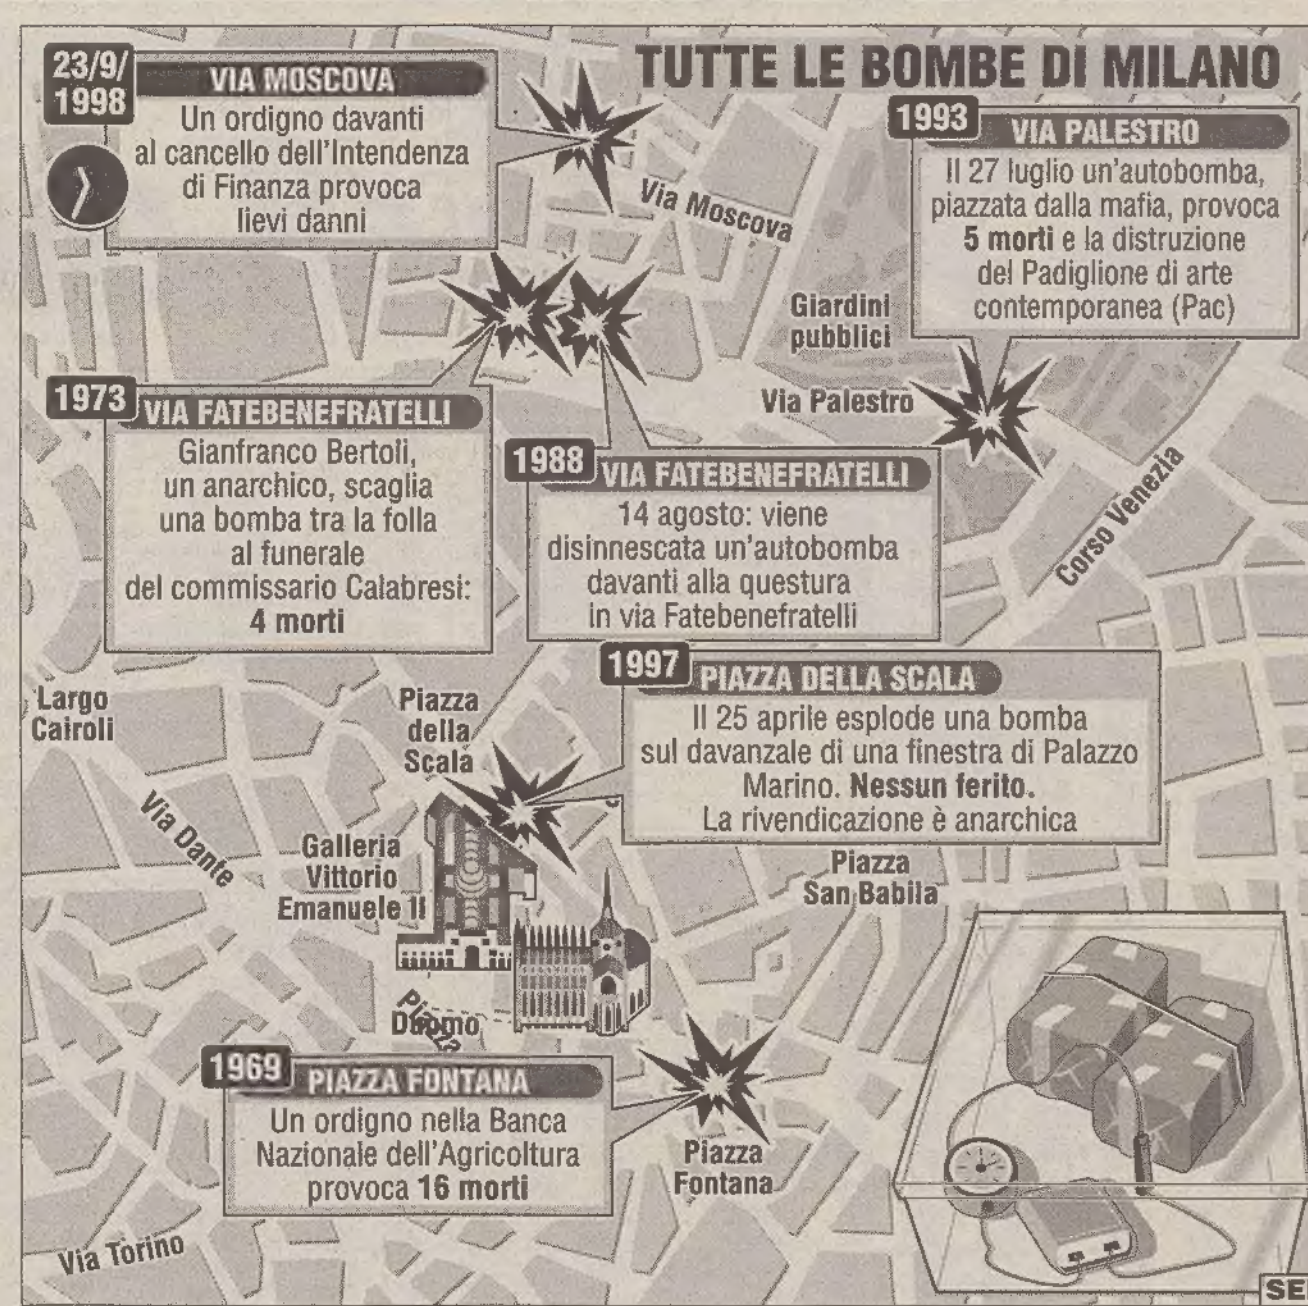 TUTTE LE BOMBE DI MILANO
23/9/
1998
VIA MOSCOVA
Un ordigno davanti
al cancello dell'Intendenza
di Finanza provoca
lievi danni
Via Moscova
1993
VIA PALESTRO
Il 27 luglio un'autobomba,
piazzata dalla mafia, provoca
5 morti e la distruzione
del Padiglione di arte
contemporanea (Pac)
Giardini
pubblici
Via Palestro
Corso Venezia
1973
VIA FATEBENEFRATELLI
Gianfranco Bertoli,
un anarchico, scaglia
una bomba tra la folla
al funerale
del commissario Calabresi:
4 morti
1988
VIA FATEBENEFRATELLI
14 agosto: viene
disinnescata un'autobomba
davanti alla questura
in via Fatebenefratelli
1997
PIAZZA DELLA SCALA
Il 25 aprile esplode una bomba
sul davanzale di una finestra di Palazzo
Marino. Nessun ferito.
La rivendicazione è anarchica
Largo
Cairoli
Piazza
della
Scala
Via Dante
Galleria
Vittorio
Emanuele II
Piazza
San Babila
Piazza
Duomo
1969
PIAZZA FONTANA
Un ordigno nella Banca
Nazionale dell'Agricoltura
provoca 16 morti
Piazza
Fontana
Via Torino
SE